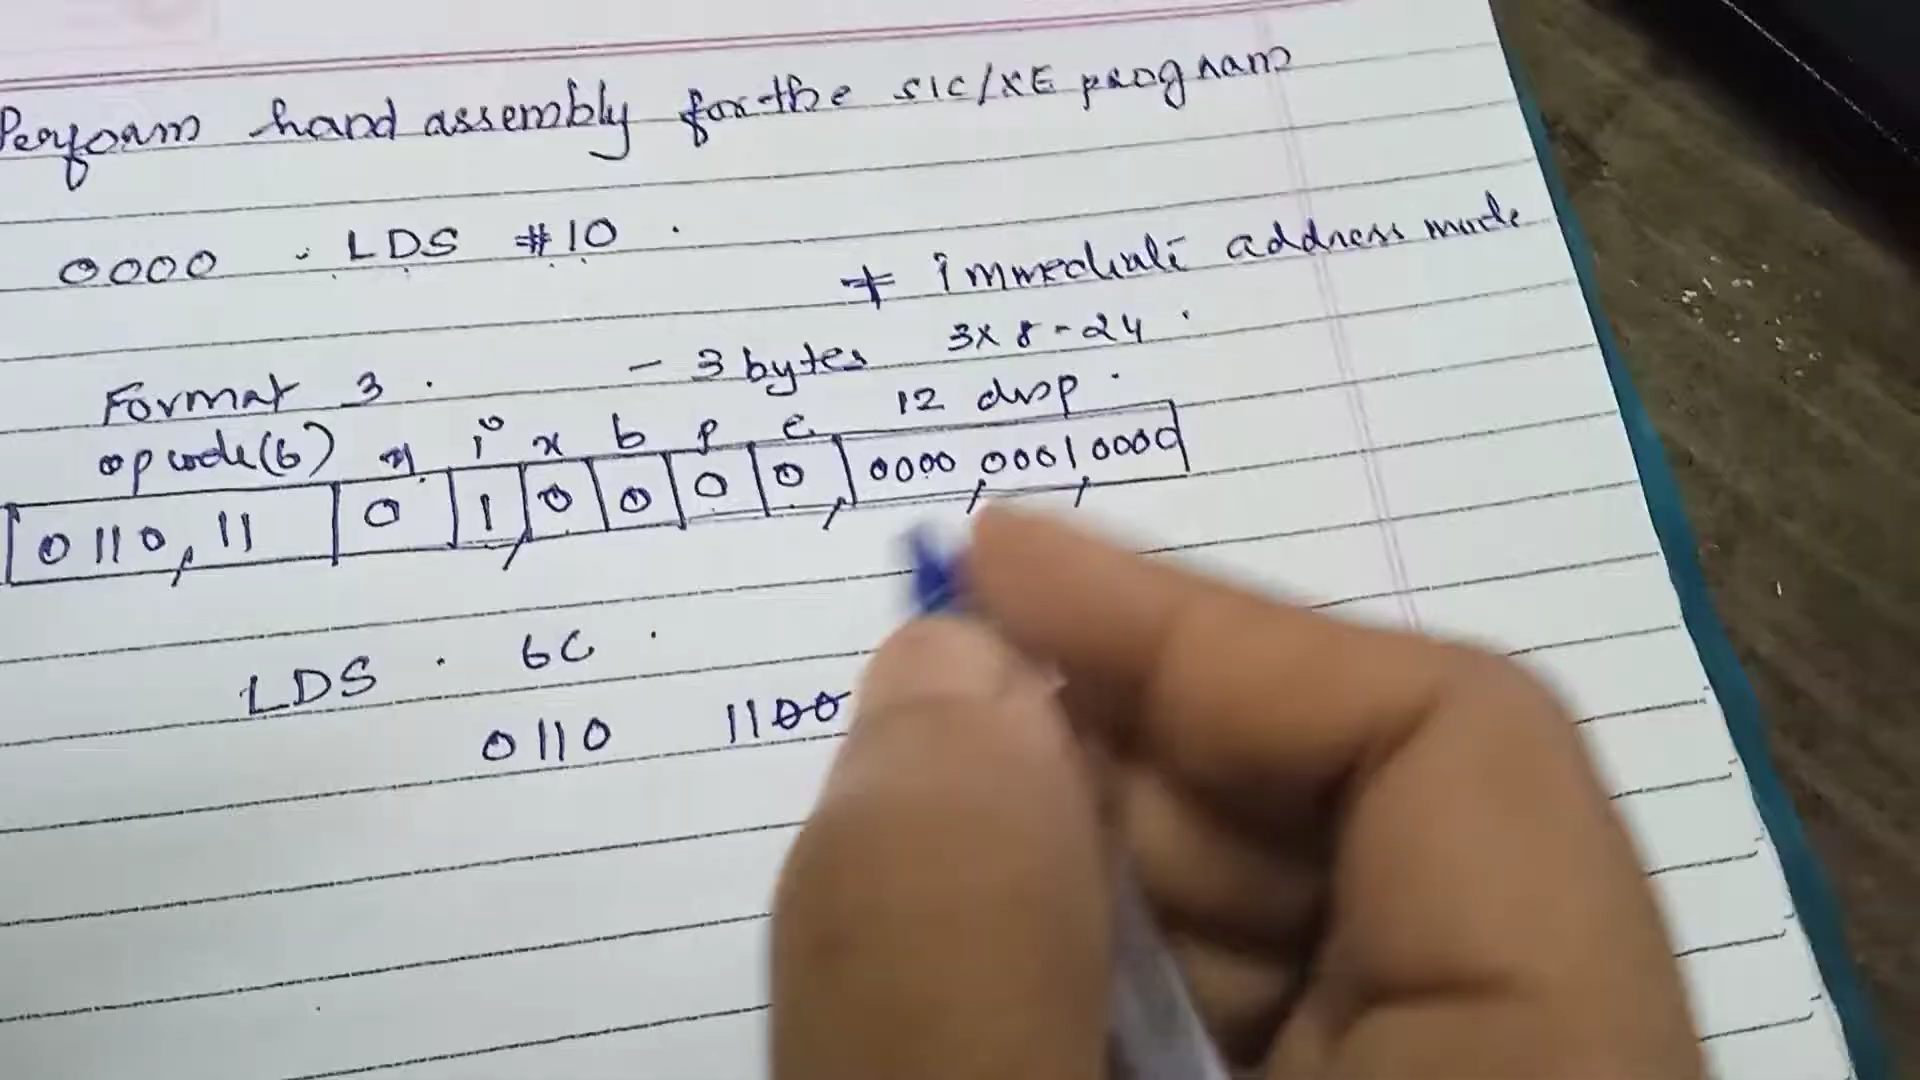 Perform hand assembly for the SIC/XE program
0000 . LDS #10 .
* immediate address mode
Format 3 . - 3 bytes 3x8-24 .
opcode(6) n i x b p e 12 disp .
0110,11 0 1 0 0 0 0 0000 0001 0000
LDS . 6C .
0110 1100